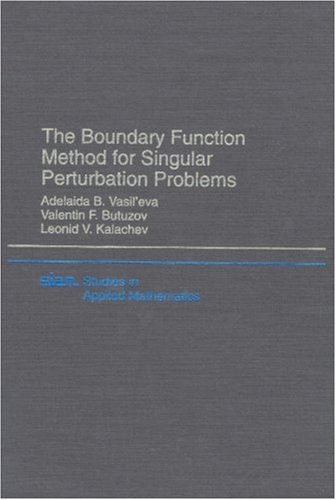 The Boundary Function
Method for Singular
Perturbation Problems
Adelaida B. Vasil'eva
Valentin F. Butuzov
Leonid V. Kalachev
siam. Studies in
Applied Mathematics